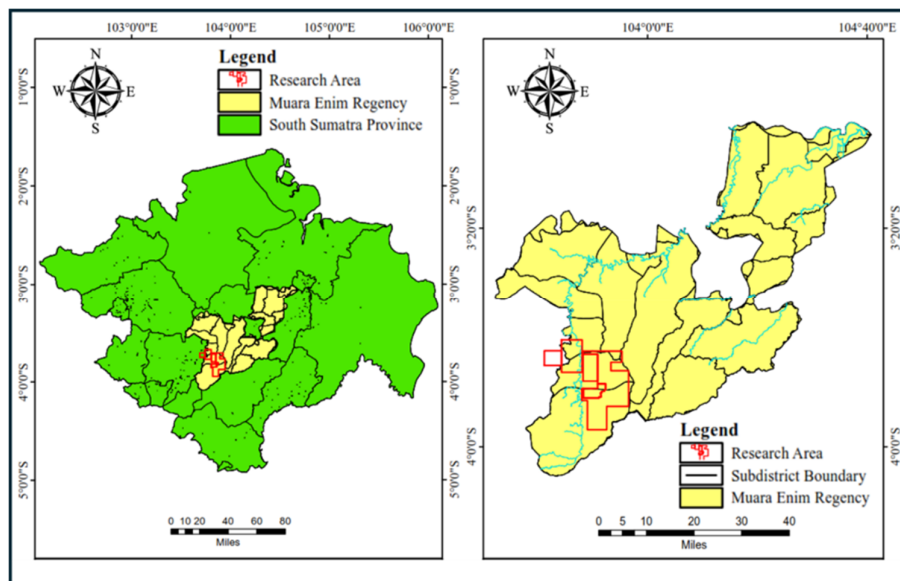 103°0'0"E 104°0'0"E 105°0'0"E 106°0'0"E
Legend
Research Area
Muara Enim Regency
South Sumatra Province
N
W E
S
1°0'0"S
2°0'0"S
3°0'0"S
4°0'0"S
5°0'0"S
1°0'0"S
2°0'0"S
3°0'0"S
4°0'0"S
5°0'0"S
0 10 20 40 60 80
Miles
104°0'0"E 104°40'0"E
N
W E
S
3°20'0"S
4°0'0"S
3°20'0"S
4°0'0"S
Legend
Research Area
Subdistrict Boundary
Muara Enim Regency
0 5 10 20 30 40
Miles